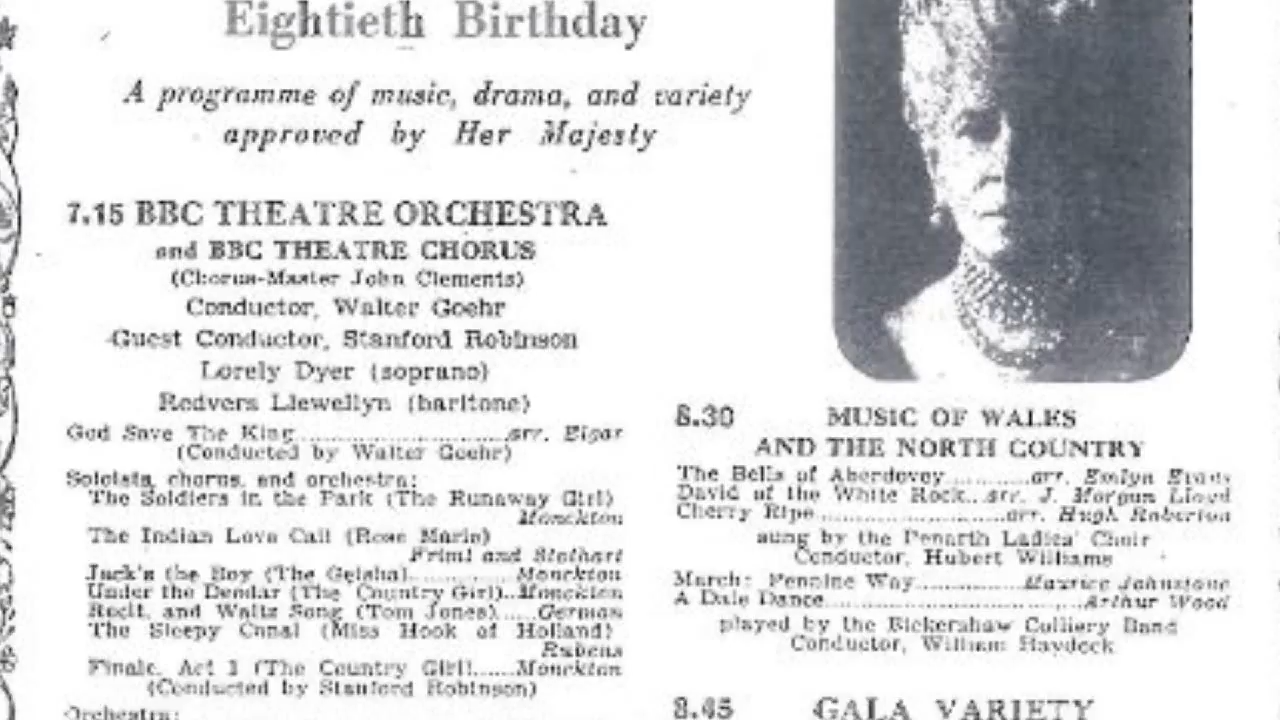 Eightieth Birthday
A programme of music, drama, and variety
approved by Her Majesty
7.15 BBC THEATRE ORCHESTRA
and BBC THEATRE CHORUS
(Chorus-Master John Clements)
Conductor, Walter Goehr
Guest Conductor, Stanford Robinson
Lorely Dyer (soprano)
Redvers Llewellyn (baritone)
God Save The King..............................arr. Elgar
(Conducted by Walter Goehr)
Soloists, chorus, and orchestra:
The Soldiers in the Park (The Runaway Girl)
Monckton
The Indian Love Call (Rose Marie)
Friml and Stothart
Jack's the Boy (The Geisha)..............Monckton
Under the Deodar (The Country Girl)..Monckton
Recit. and Waltz Song (Tom Jones).....German
The Sleepy Canal (Miss Hook of Holland)
Rubens
Finale, Act 1 (The Country Girl)......Monckton
(Conducted by Stanford Robinson)
Orchestra:
8.30 MUSIC OF WALES
AND THE NORTH COUNTRY
The Bells of Aberdovey............arr. Emlyn Evans
David of the White Rock...arr. J. Morgan Lloyd
Cherry Ripe...........................arr. Hugh Roberton
sung by the Penarth Ladies' Choir
Conductor, Hubert Williams
March: Pennine Way...............Maurice Johnstone
A Dale Dance......................................Arthur Wood
played by the Bickershaw Colliery Band
Conductor, William Haydock
8.45 GALA VARIETY